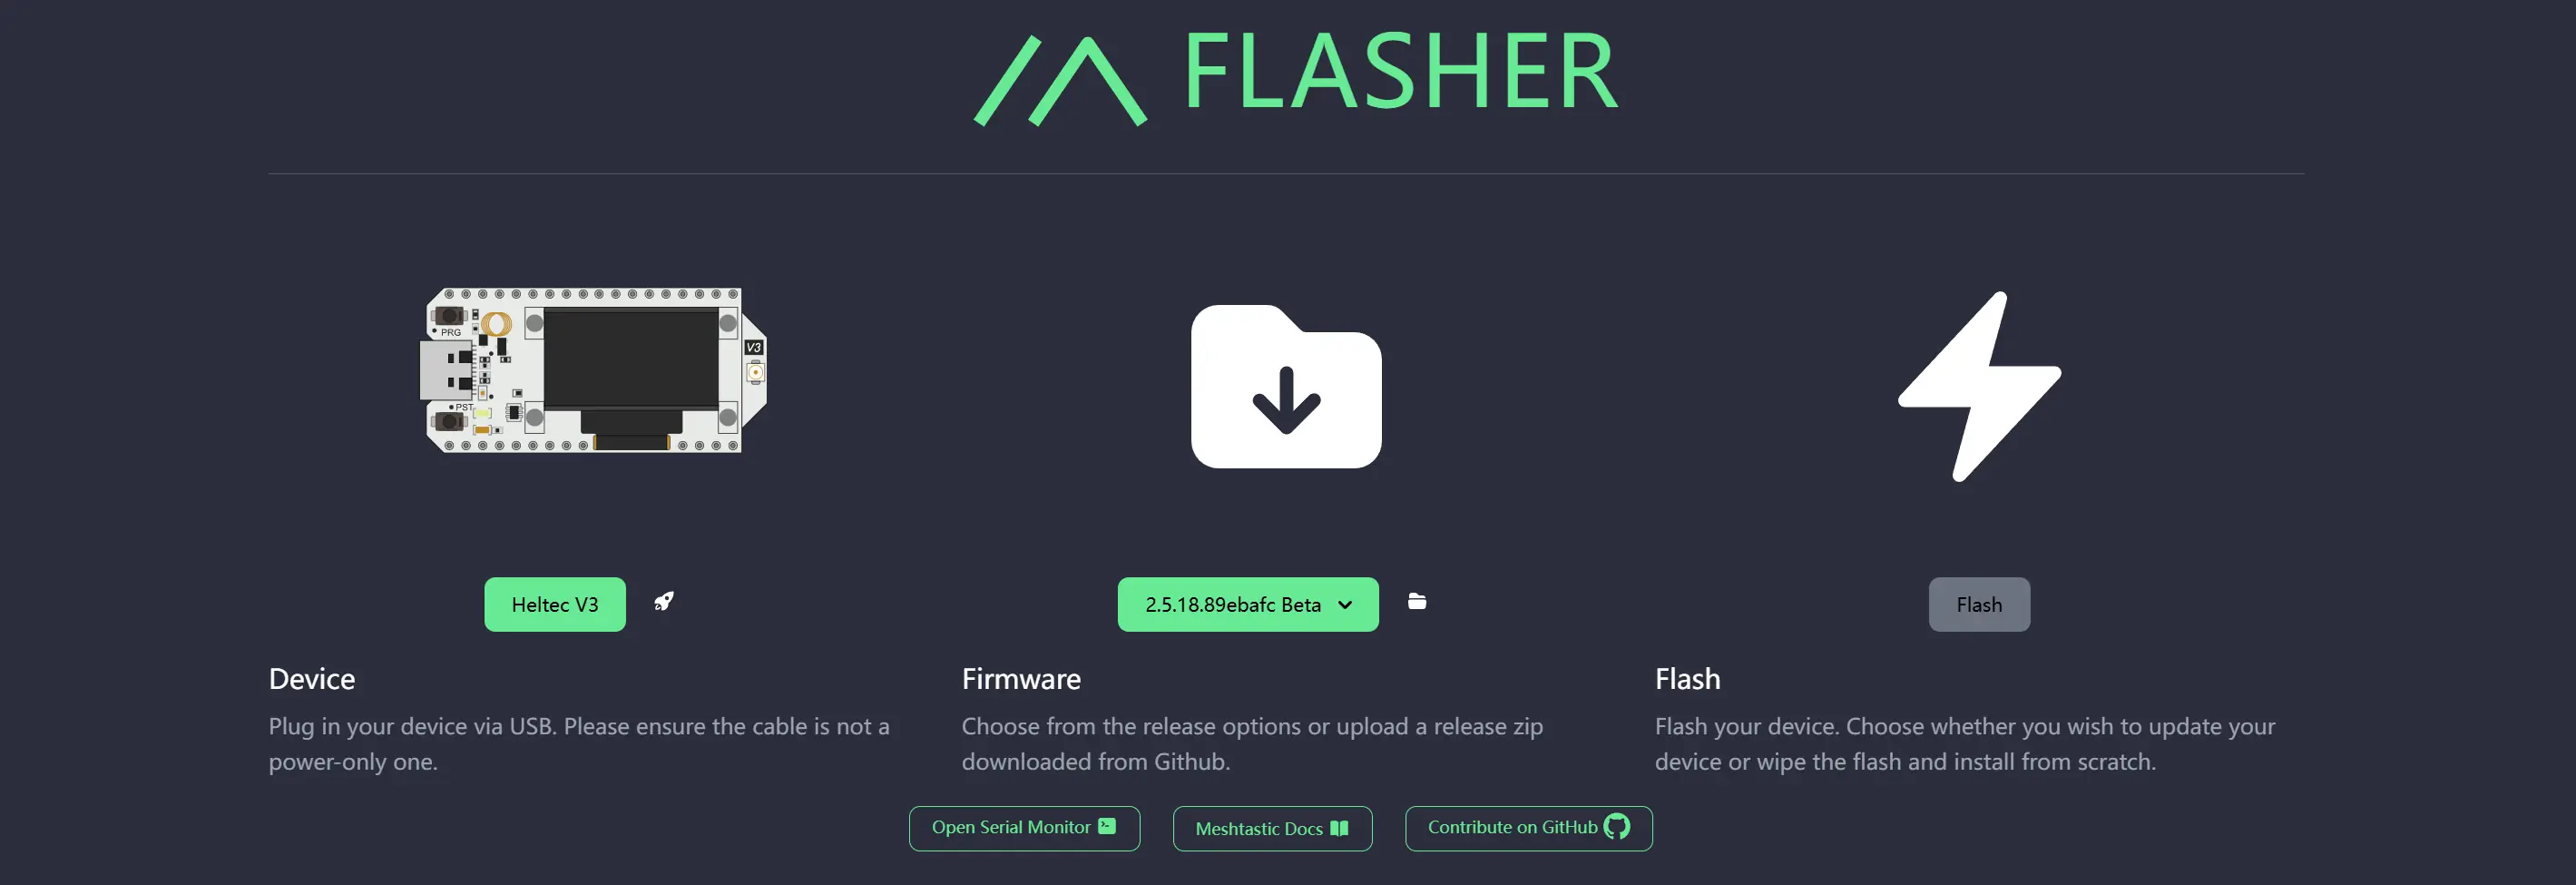 FLASHER
PRG
V3
PST
Heltec V3
2.5.18.89ebafc Beta
Flash
Device
Plug in your device via USB. Please ensure the cable is not a
power-only one.
Firmware
Choose from the release options or upload a release zip
downloaded from Github.
Flash
Flash your device. Choose whether you wish to update your
device or wipe the flash and install from scratch.
Open Serial Monitor
Meshtastic Docs
Contribute on GitHub